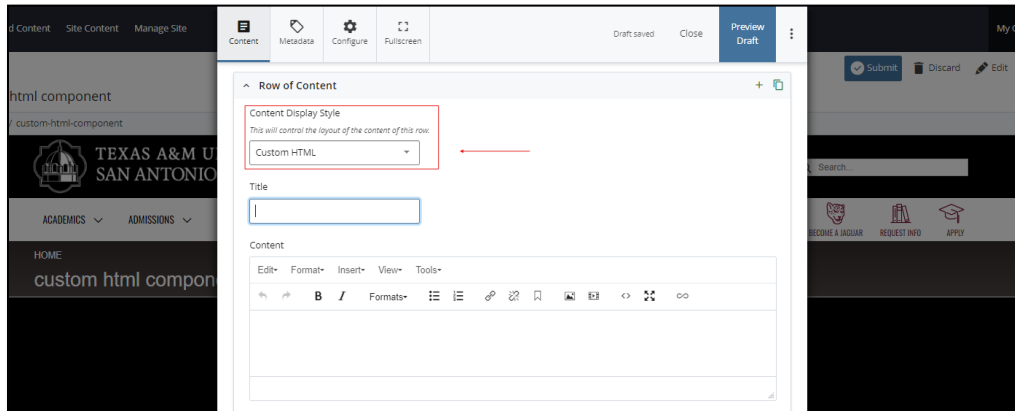 d Content Site Content Manage Site
My C
Content Metadata Configure Fullscreen
Draft saved Close Preview Draft
Submit Discard Edit
Row of Content
html component
/ custom-html-component
Content Display Style
This will control the layout of the content of this row.
Custom HTML
TEXAS A&M U
SAN ANTONIO
Search...
Title
ACADEMICS ADMISSIONS
BECOME A JAGUAR REQUEST INFO APPLY
HOME
custom html compon
Content
Edit Format Insert View Tools
B I Formats